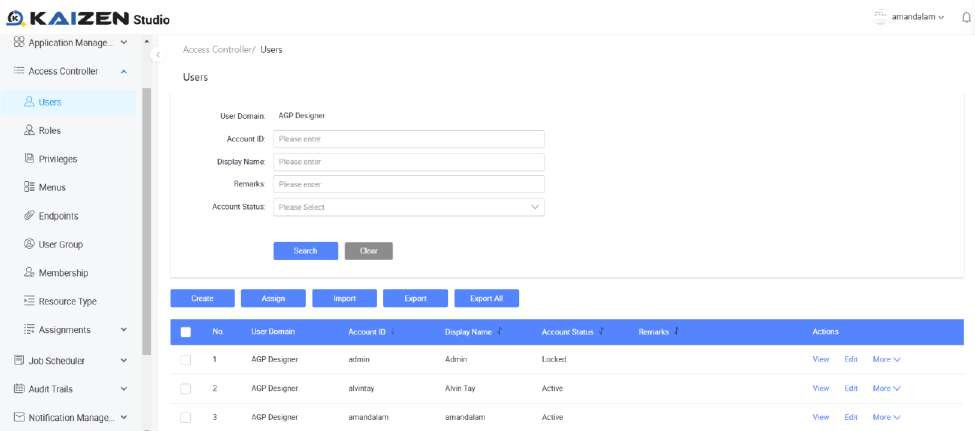 KAIZEN Studio
amandalam
Application Manage...
Access Controller
Users
Roles
Privileges
Menus
Endpoints
User Group
Membership
Resource Type
Assignments
Job Scheduler
Audit Trails
Notification Manage...
Access Controller/ Users
Users
User Domain: AGP Designer
Account ID: Please enter
Display Name: Please enter
Remarks: Please enter
Account Status: Please Select
Search Clear
Create Assign Import Export Export All
No. User Domain Account ID Display Name Account Status Remarks Actions
1 AGP Designer admin Admin Locked View Edit More
2 AGP Designer alvintay Alvin Tay Active View Edit More
3 AGP Designer amandalam amandalam Active View Edit More